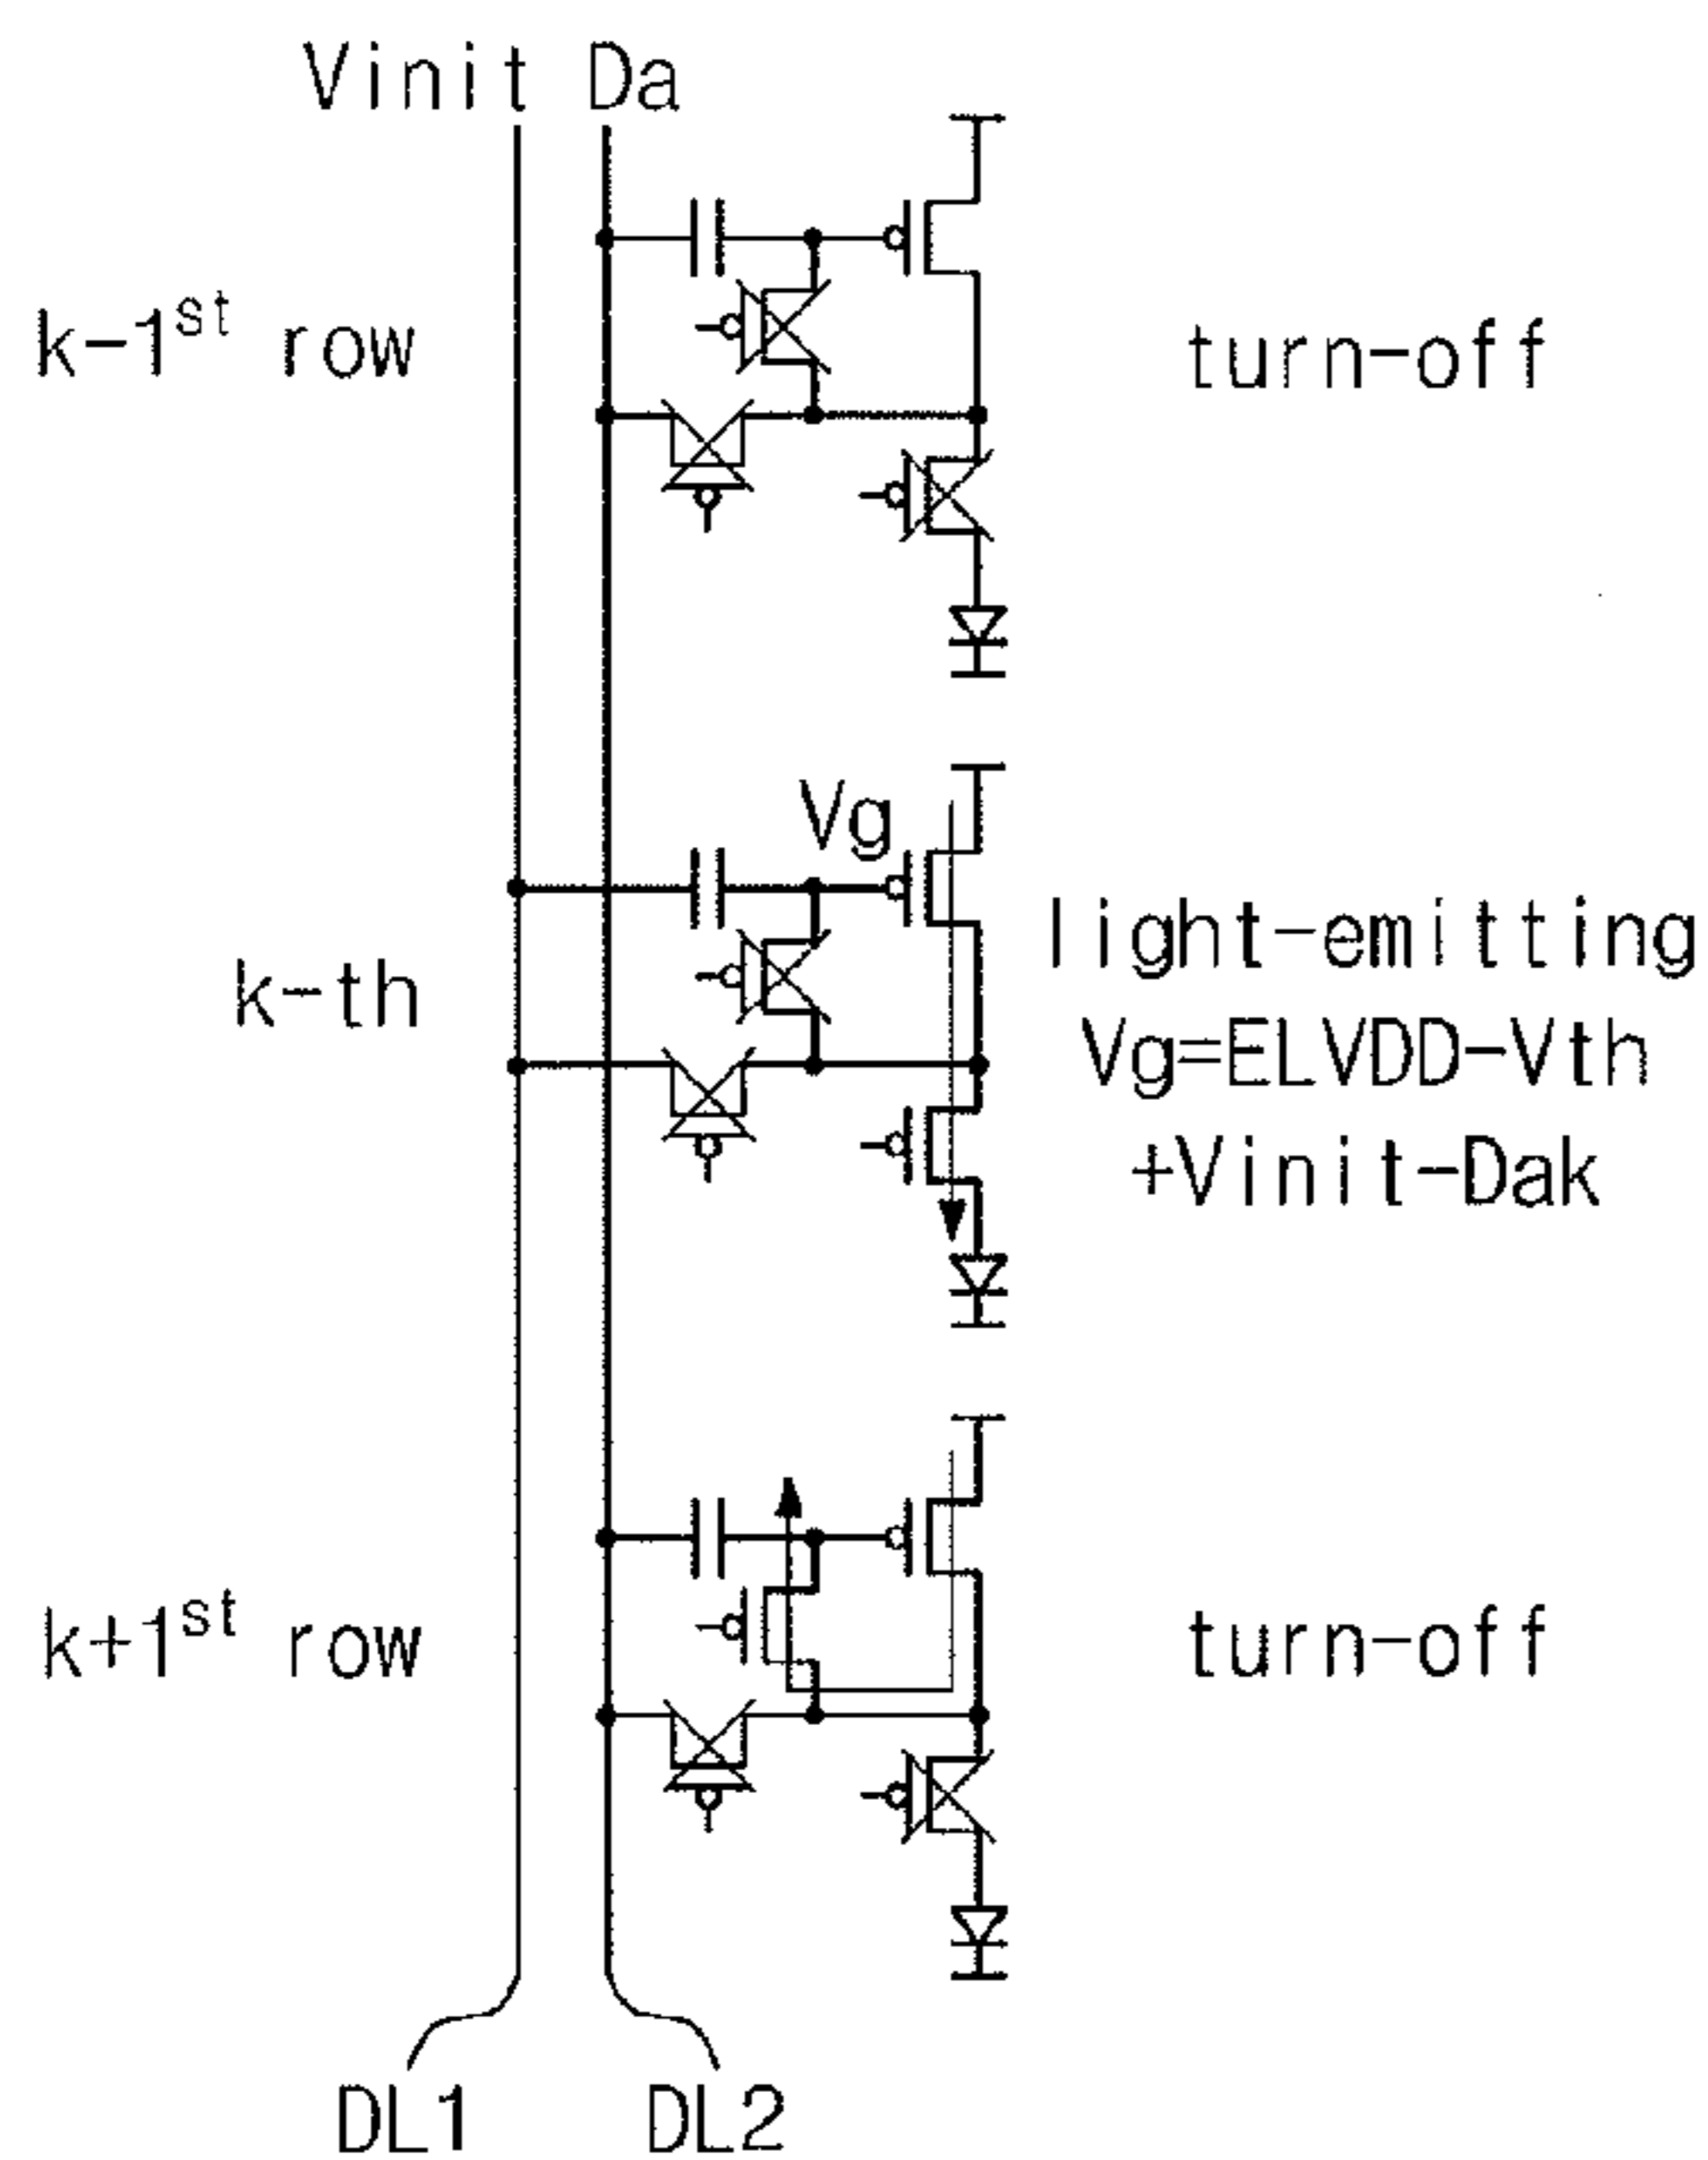 Vinit Da
k-1st row
turn-off
Vg
k-th
light-emitting
Vg=ELVDD-Vth
+Vinit-Dak
k+1st row
turn-off
DL1
DL2